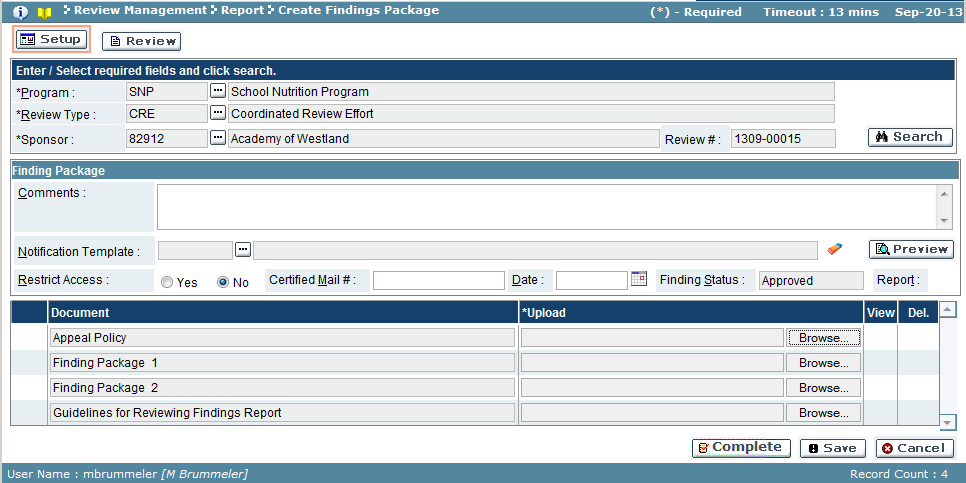 Review Management > Report > Create Findings Package (*) - Required Timeout : 13 mins Sep-20-13
Setup Review
Enter / Select required fields and click search.
*Program : SNP ... School Nutrition Program
*Review Type : CRE ... Coordinated Review Effort
*Sponsor : 82912 ... Academy of Westland Review # : 1309-00015 Search
Finding Package
Comments :
Notification Template : ... Preview
Restrict Access : Yes No Certified Mail # : Date : Finding Status : Approved Report :
Document *Upload View Del.
Appeal Policy Browse...
Finding Package 1 Browse...
Finding Package 2 Browse...
Guidelines for Reviewing Findings Report Browse...
Complete Save Cancel
User Name : mbrummeler [M Brummeler] Record Count : 4